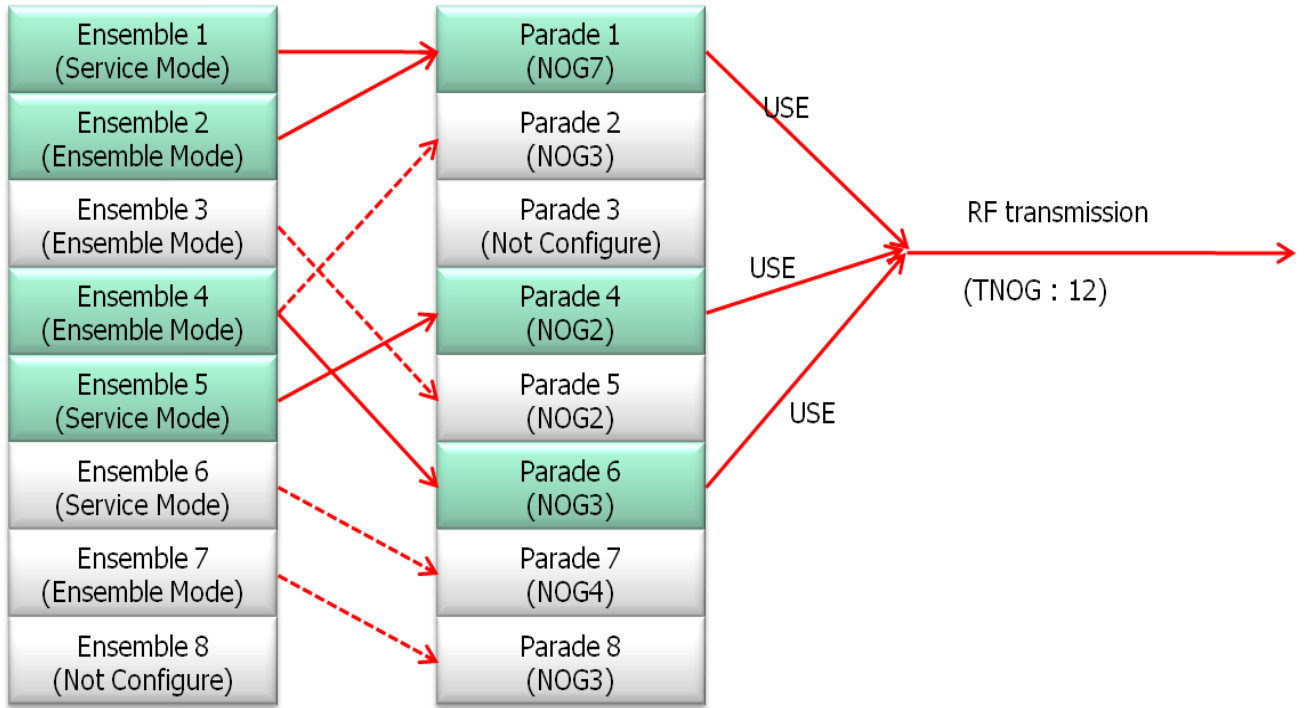 Ensemble 1
(Service Mode)
Ensemble 2
(Ensemble Mode)
Ensemble 3
(Ensemble Mode)
Ensemble 4
(Ensemble Mode)
Ensemble 5
(Service Mode)
Ensemble 6
(Service Mode)
Ensemble 7
(Ensemble Mode)
Ensemble 8
(Not Configure)
Parade 1
(NOG7)
Parade 2
(NOG3)
Parade 3
(Not Configure)
Parade 4
(NOG2)
Parade 5
(NOG2)
Parade 6
(NOG3)
Parade 7
(NOG4)
Parade 8
(NOG3)
USE
USE
USE
RF transmission
(TNOG : 12)